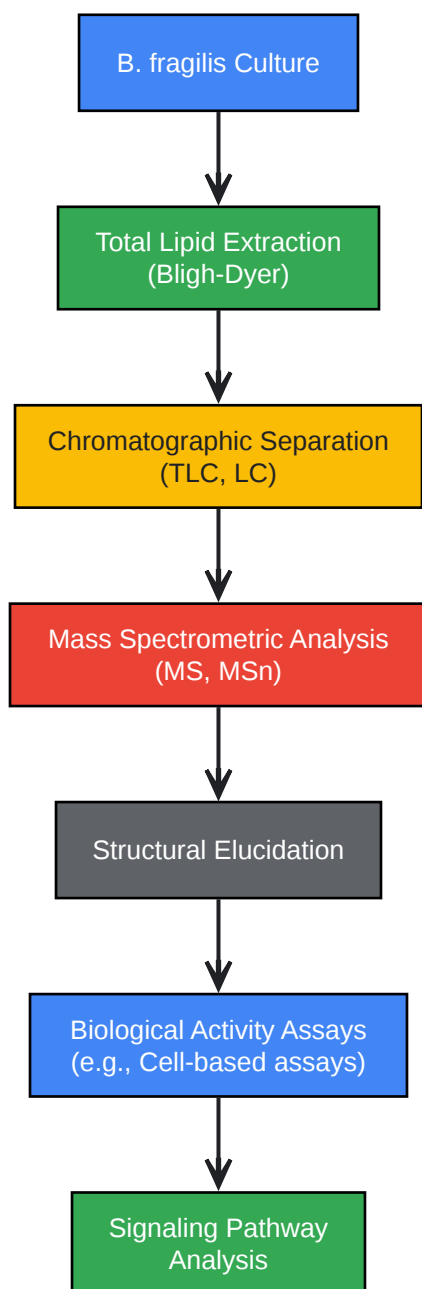 B. fragilis Culture
Total Lipid Extraction
(Bligh-Dyer)
Chromatographic Separation
(TLC, LC)
Mass Spectrometric Analysis
(MS, MSn)
Structural Elucidation
Biological Activity Assays
(e.g., Cell-based assays)
Signaling Pathway
Analysis